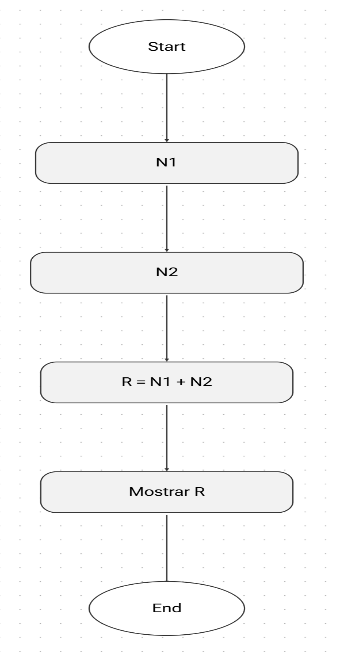 Start
N1
N2
R = N1 + N2
Mostrar R
End